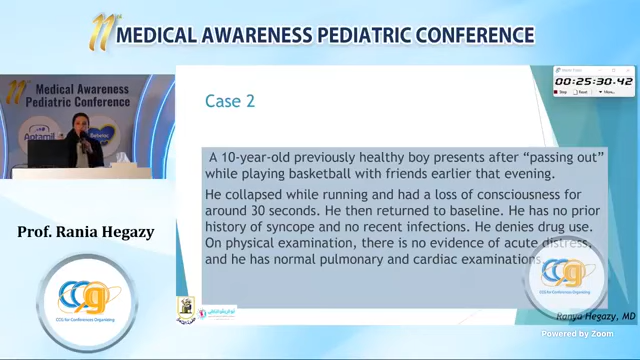 11th MEDICAL AWARENESS PEDIATRIC CONFERENCE
Medical Awareness
Pediatric Conference
Aptamil
Bebelac
Prof. Rania Hegazy
CCO
CCO for Conferences Organizing
00:25:30.42
Case 2
A 10-year-old previously healthy boy presents after “passing out”
while playing basketball with friends earlier that evening.
He collapsed while running and had a loss of consciousness for
around 30 seconds. He then returned to baseline. He has no prior
history of syncope and no recent infections. He denies drug use.
On physical examination, there is no evidence of acute distress,
and he has normal pulmonary and cardiac examinations.
Ranya Hegazy, MD
Powered by Zoom